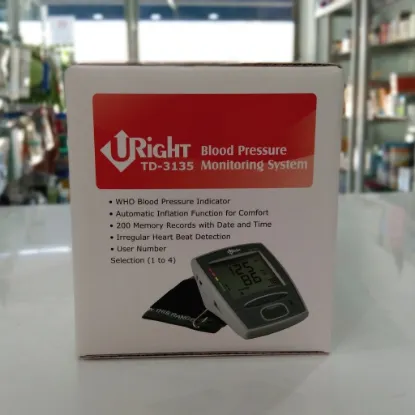 URIGHT Blood Pressure
TD-3135 Monitoring System
• WHO Blood Pressure Indicator
• Automatic Inflation Function for Comfort
• 200 Memory Records with Date and Time
• Irregular Heart Beat Detection
• User Number
Selection (1 to 4)